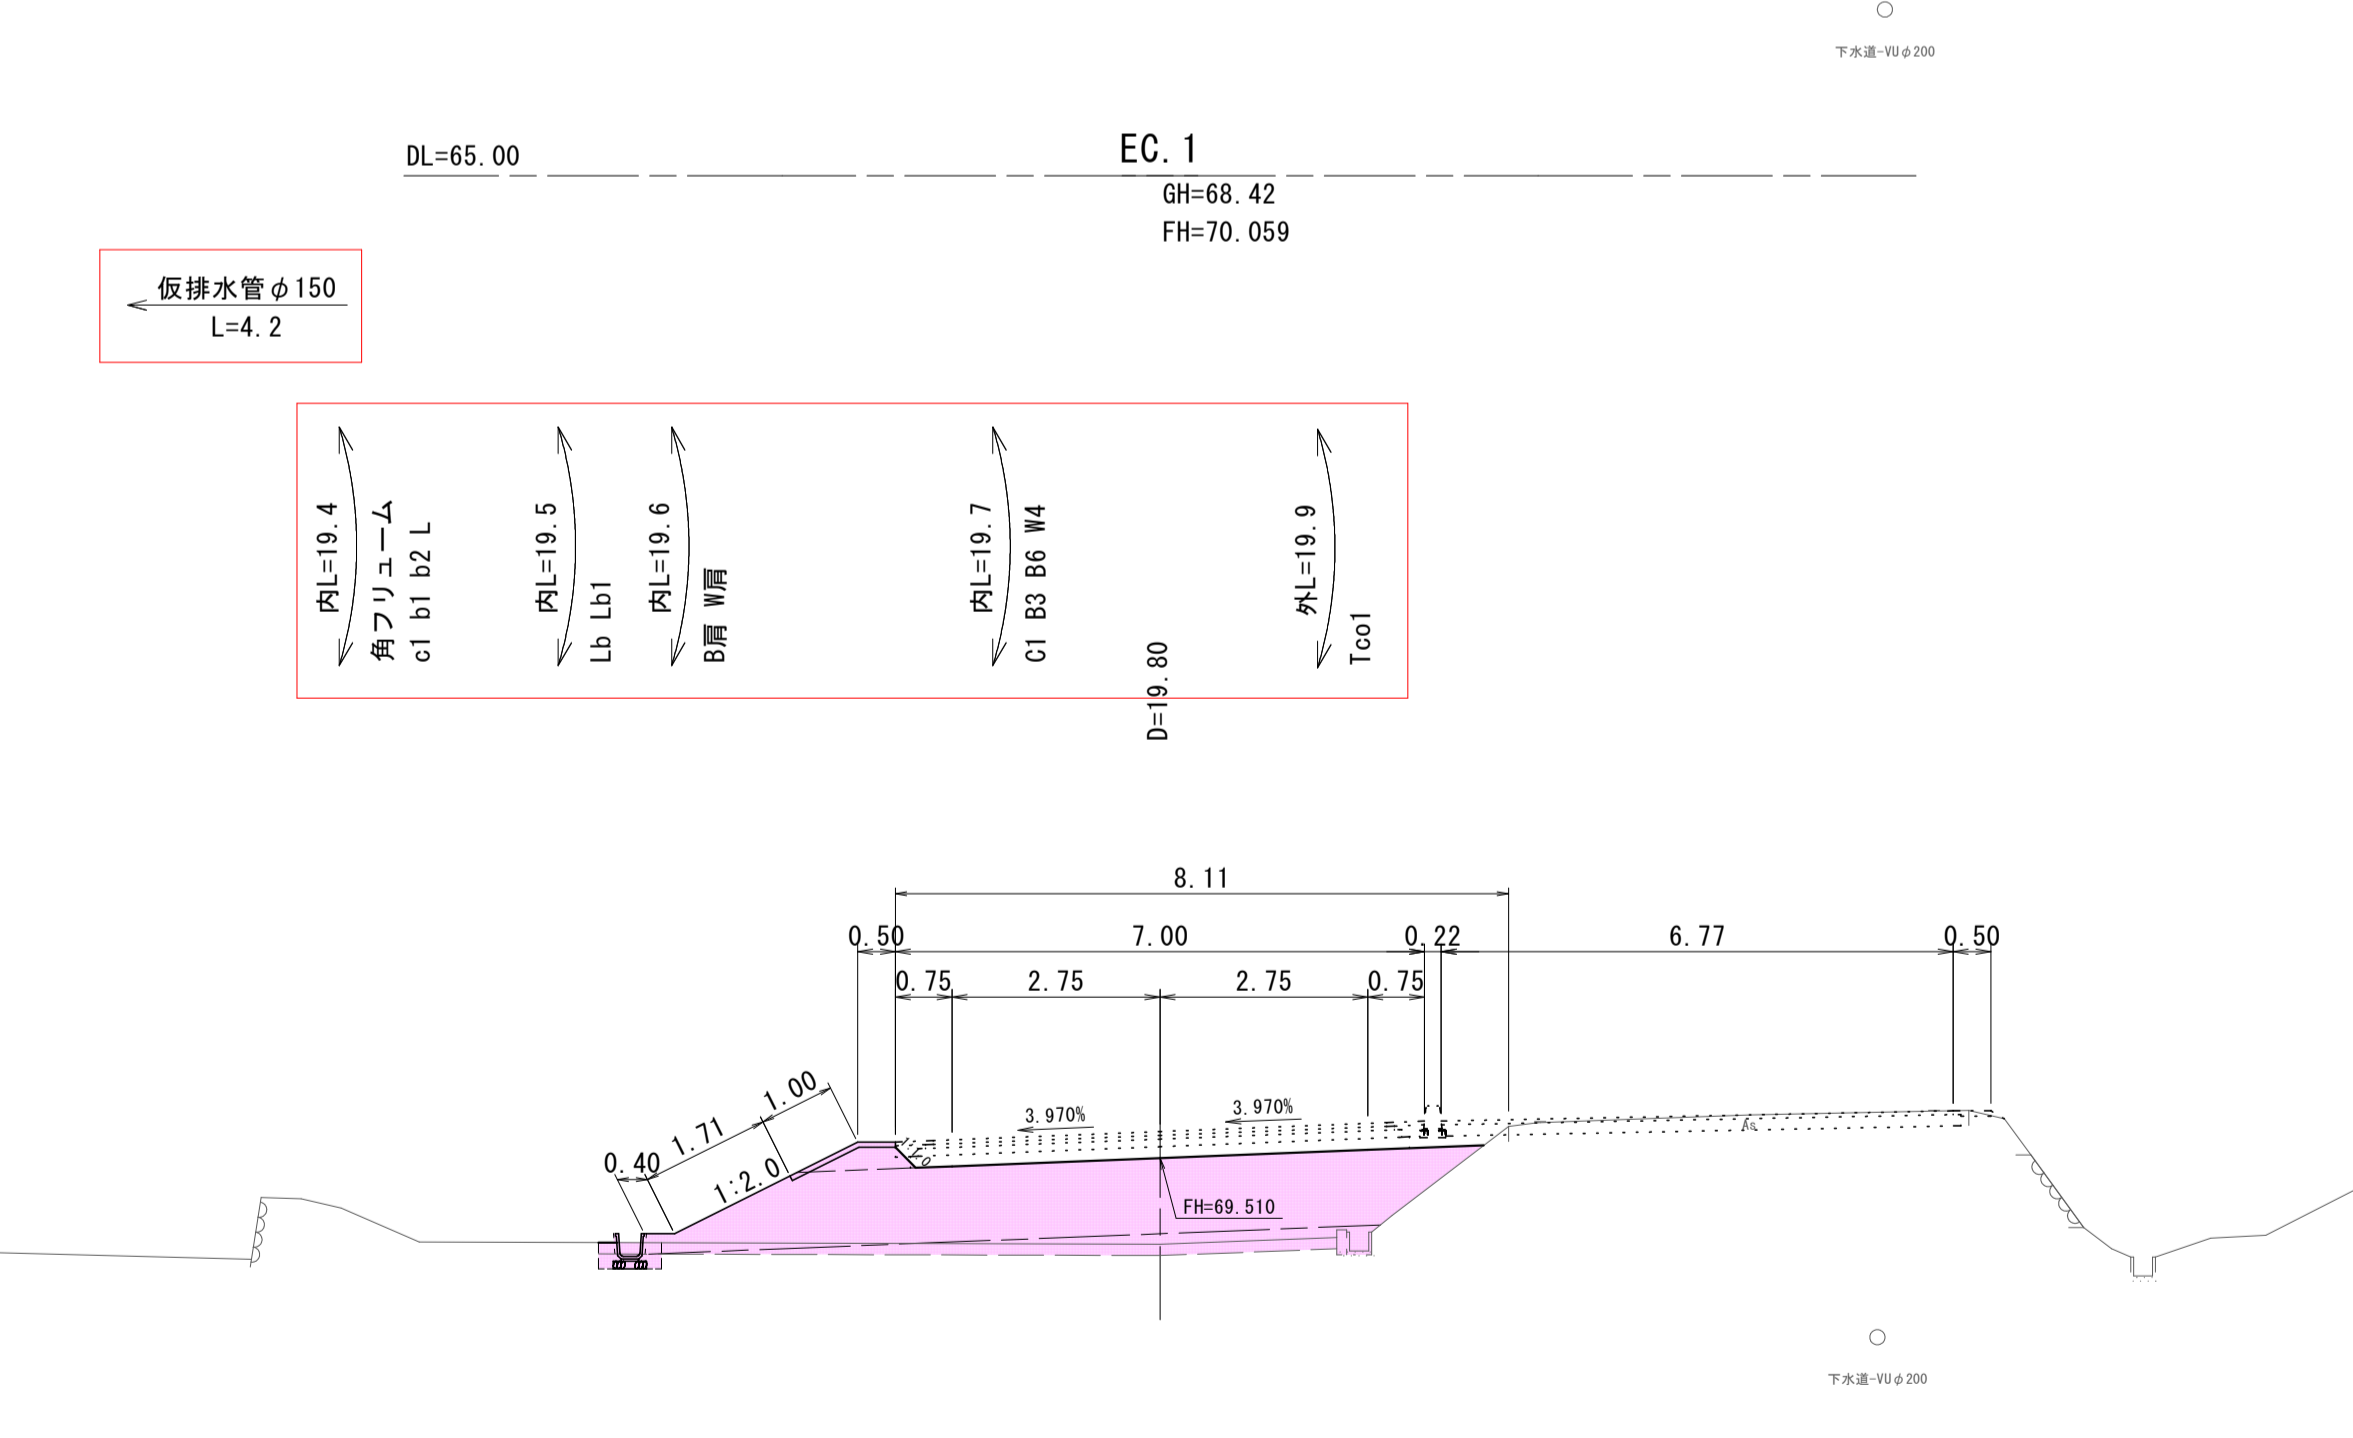 下水道-VUφ200
DL=65.00
EC.1
GH=68.42
FH=70.059
仮排水管φ150
L=4.2
内L=19.4
角フリューム
c1 b1 b2 L
内L=19.5
Lb Lb1
内L=19.6
B肩 W肩
内L=19.7
C1 B3 B6 W4
D=19.80
外L=19.9
Tco1
8.11
0.50
7.00
0.22
6.77
0.50
0.75
2.75
2.75
0.75
0.40
1.71
1.00
1:2.0
3.970%
3.970%
As
FH=69.510
下水道-VUφ200